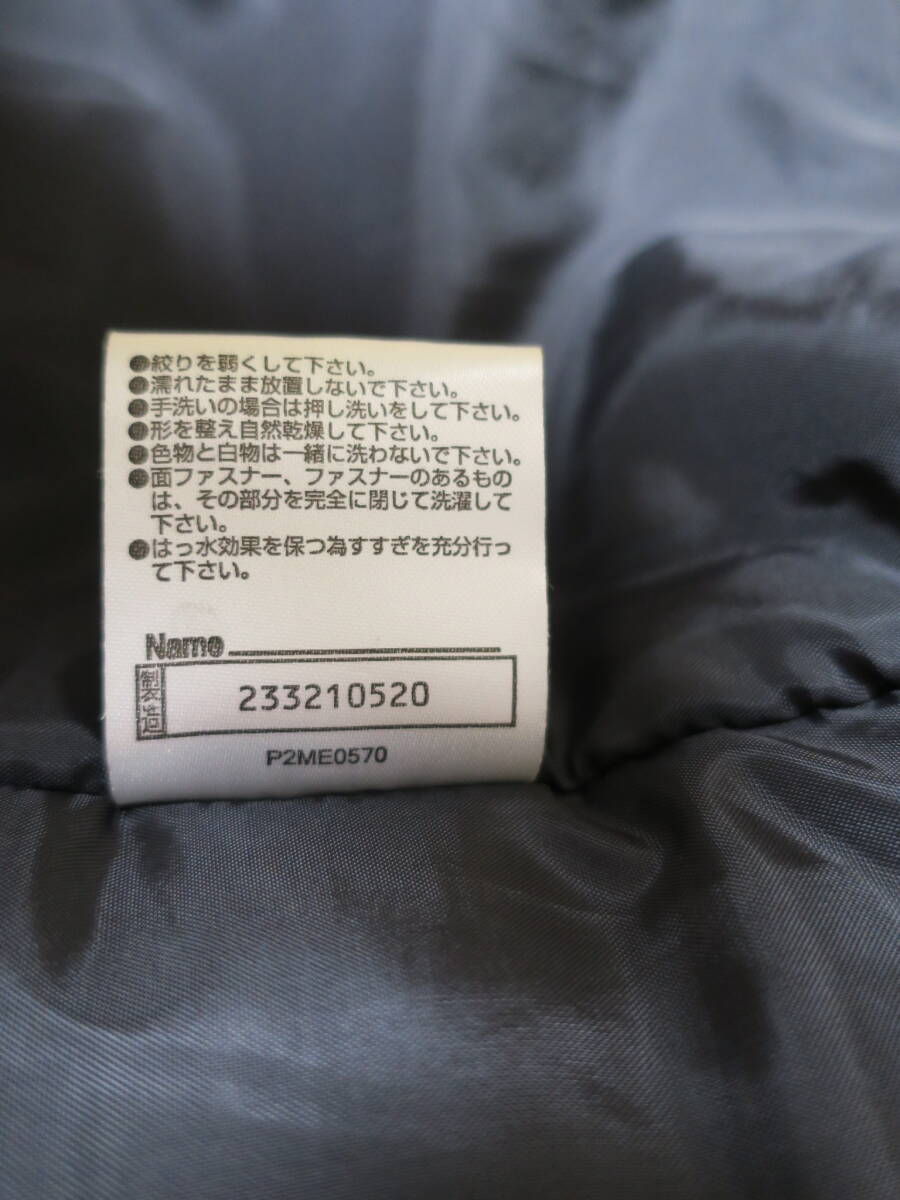 ●絞りを弱くして下さい。
●濡れたまま放置しないで下さい。
●手洗いの場合は押し洗いをして下さい。
●形を整え自然乾燥して下さい。
●色物と白物は一緒に洗わないで下さい。
●面ファスナー、ファスナーのあるもの
は、その部分を完全に閉じて洗濯して
下さい。
●はっ水効果を保つ為すすぎを充分行っ
て下さい。
Name
製造 233210520
P2ME0570